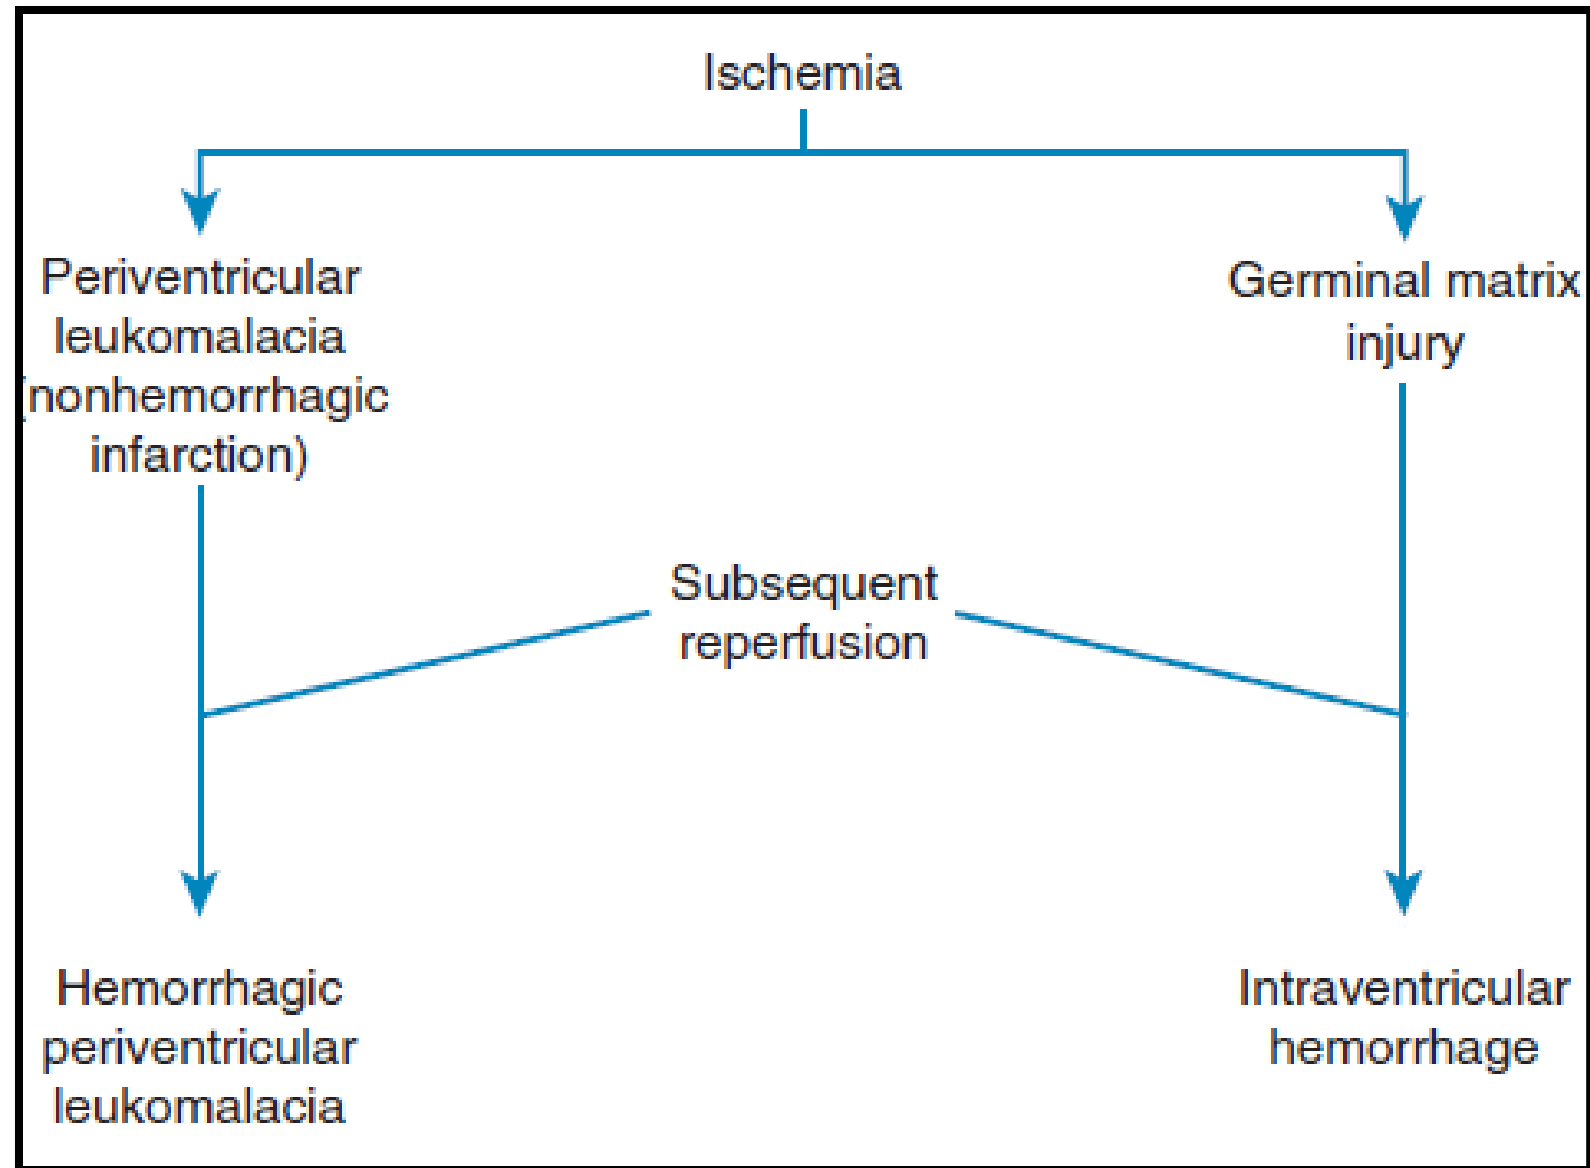 Ischemia
Periventricular
leukomalacia
(nonhemorrhagic
infarction)
Germinal matrix
injury
Subsequent
reperfusion
Hemorrhagic
periventricular
leukomalacia
Intraventricular
hemorrhage